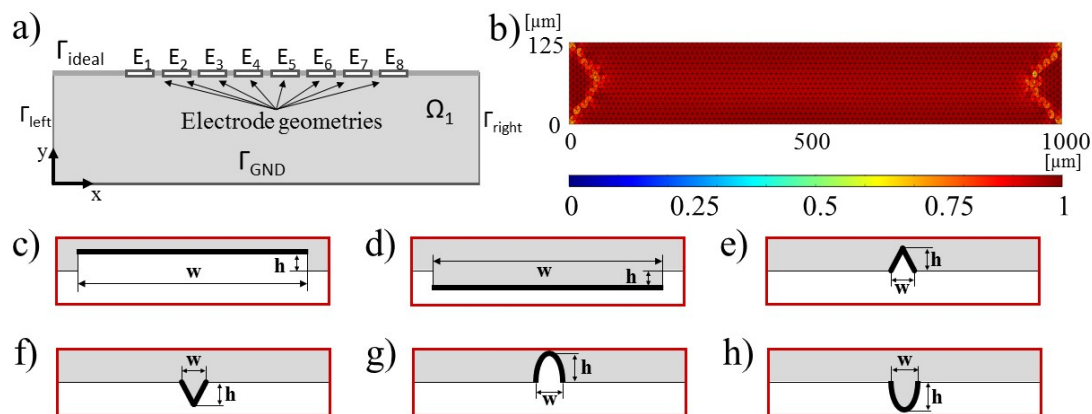 a)
Γideal
E1 E2 E3 E4 E5 E6 E7 E8
Γleft
Electrode geometries
Ω1
Γright
ΓGND
y
x
b)
[µm]
125
0
0 500 1000
[µm]
0 0.25 0.5 0.75 1
c)
h
w
d)
w
h
e)
h
w
f)
w
h
g)
h
w
h)
w
h